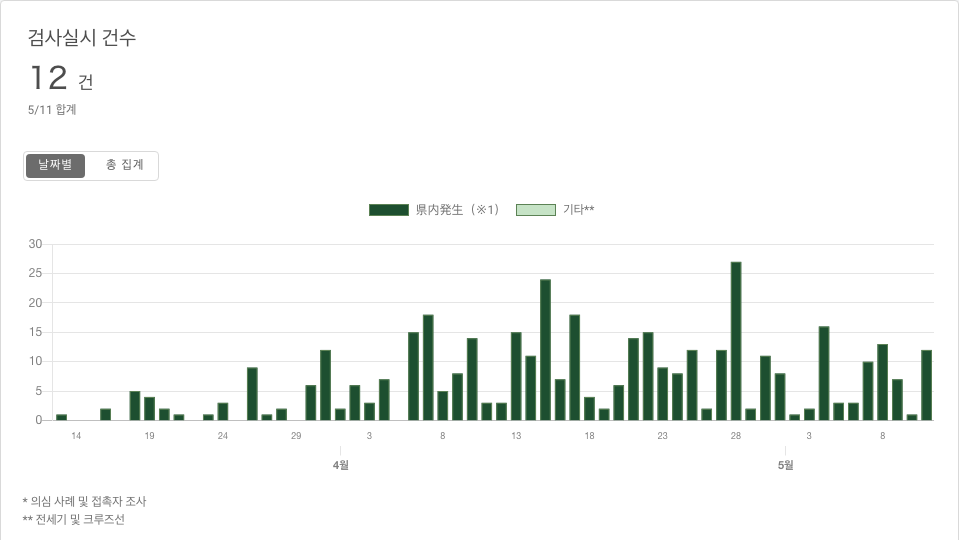 검사실시 건수
12 건
5/11 합계
날짜별 총 집계
県内発生（※1） 기타**
30
25
20
15
10
5
0
14 19 24 29 3 8 13 18 23 28 3 8
4월 5월
* 의심 사례 및 접촉자 조사
** 전세기 및 크루즈선